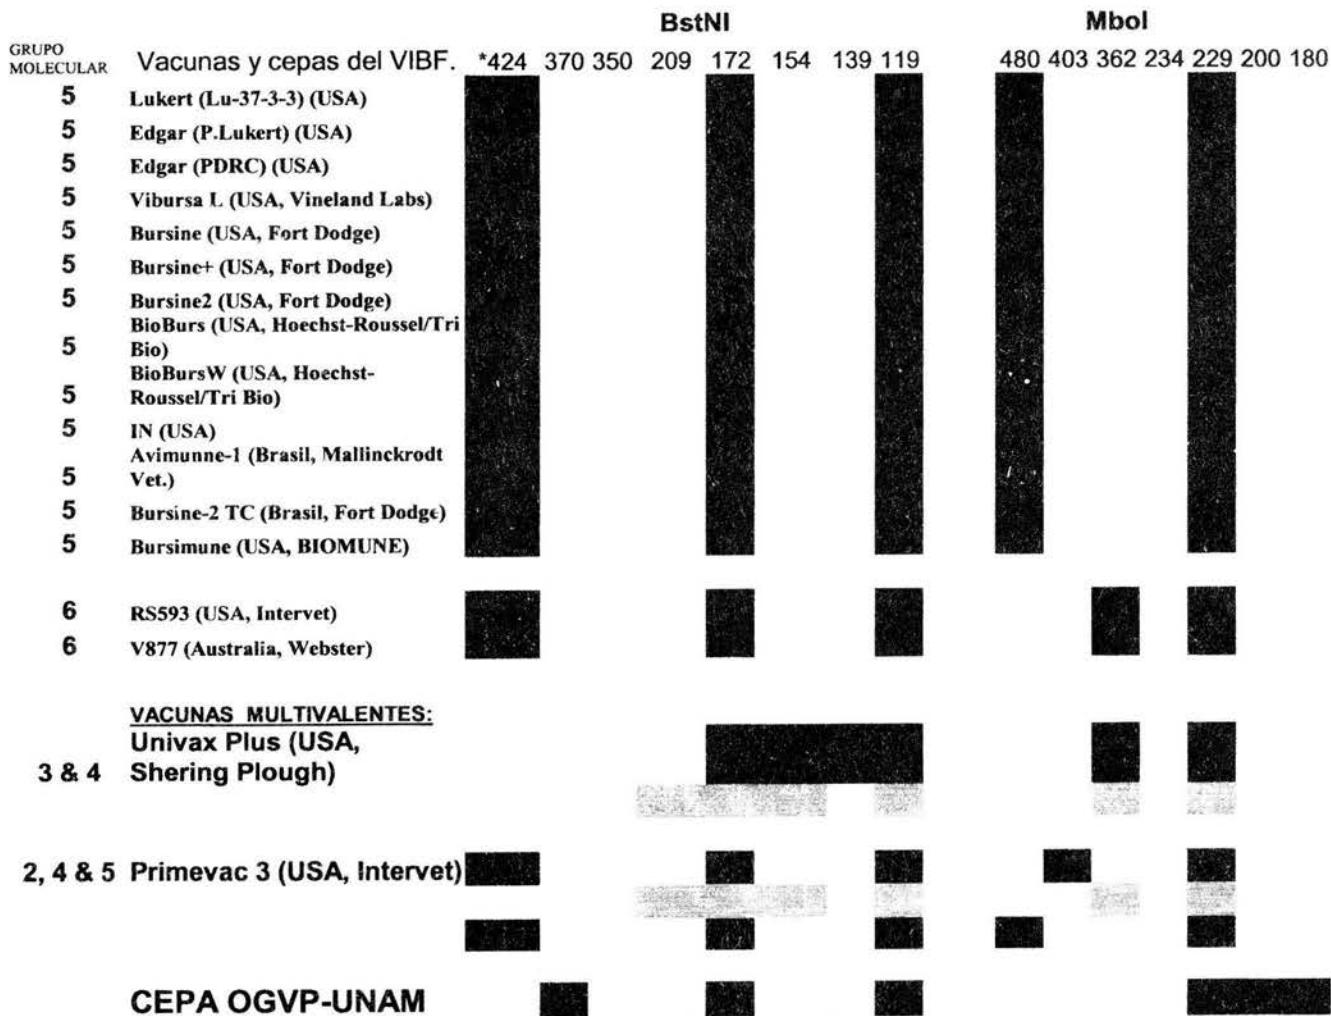 BstNI MboI
GRUPO
MOLECULAR Vacunas y cepas del VIBF. *424 370 350 209 172 154 139 119 480 403 362 234 229 200 180
5 Lukert (Lu-37-3-3) (USA)
5 Edgar (P.Lukert) (USA)
5 Edgar (PDRC) (USA)
5 Vibursa L (USA, Vineland Labs)
5 Bursine (USA, Fort Dodge)
5 Bursine+ (USA, Fort Dodge)
5 Bursine2 (USA, Fort Dodge)
BioBurs (USA, Hoechst-Roussel/Tri
5 Bio)
BioBursW (USA, Hoechst-
5 Roussel/Tri Bio)
5 IN (USA)
Avimunne-1 (Brasil, Mallinckrodt
5 Vet.)
5 Bursine-2 TC (Brasil, Fort Dodge)
5 Bursimune (USA, BIOMUNE)
6 RS593 (USA, Intervet)
6 V877 (Australia, Webster)
VACUNAS MULTIVALENTES:
Univax Plus (USA,
3 & 4 Shering Plough)
2, 4 & 5 Primevac 3 (USA, Intervet)
CEPA OGVP-UNAM